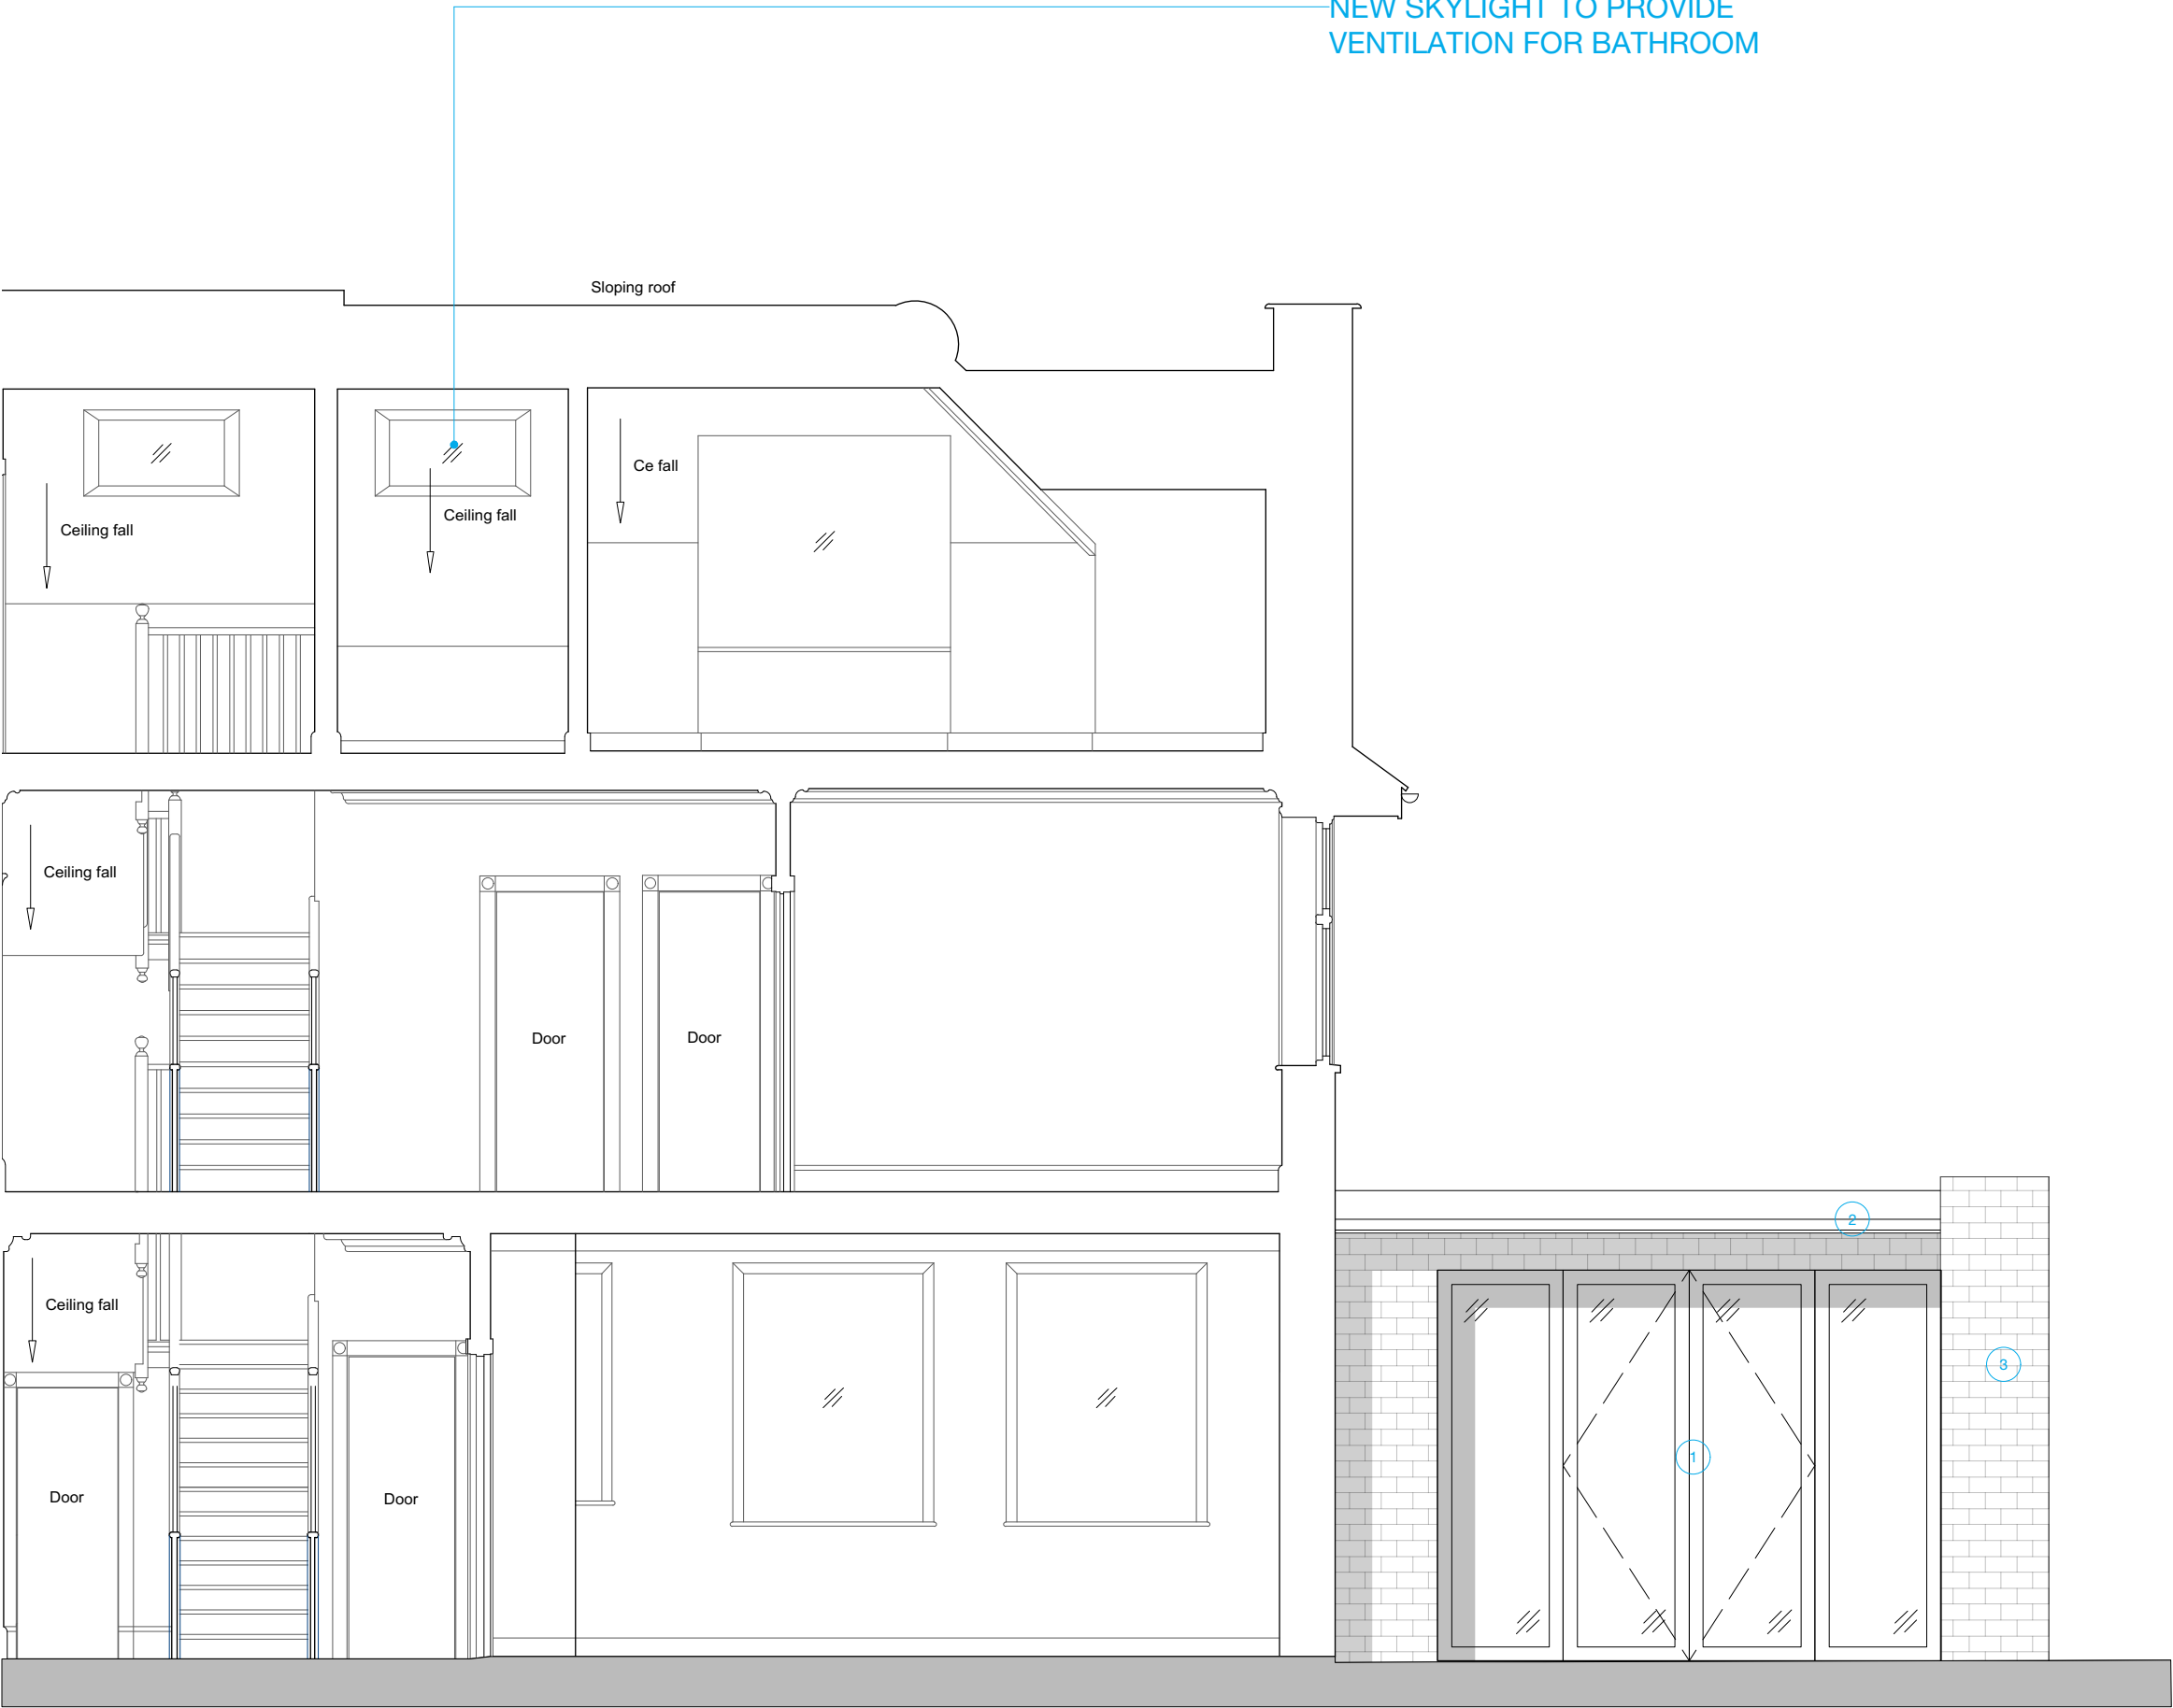 NEW SKYLIGHT TO PROVIDE
VENTILATION FOR BATHROOM
Sloping roof
Ce fall
Ceiling fall
Ceiling fall
Ceiling fall
Door
Door
2
Ceiling fall
3
1
Door
Door